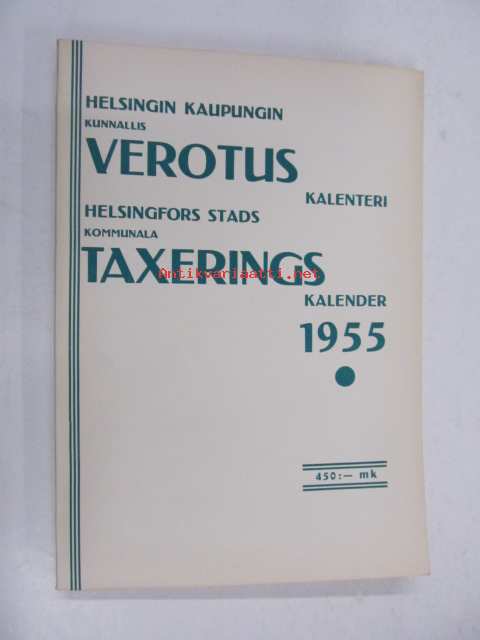 HELSINGIN KAUPUNGIN
KUNNALLIS
VEROTUS
KALENTERI
HELSINGFORS STADS
KOMMUNALA
TAXERINGS
Antikvariaatti.net
KALENDER
1955
450:— mk